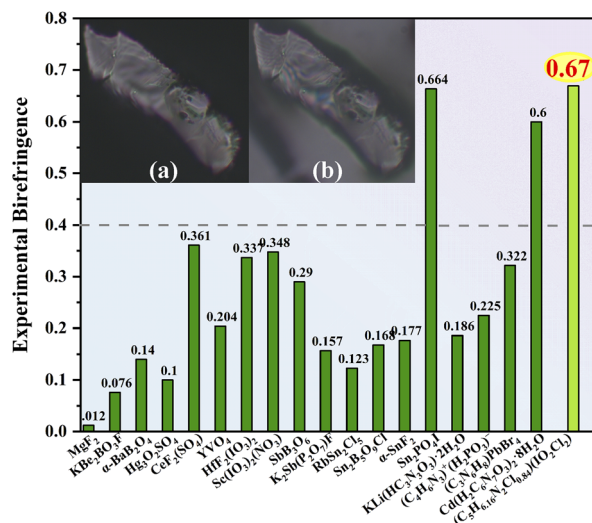 Experimental Birefringence
0.8
0.7
0.6
0.5
0.4
0.3
0.2
0.1
0.0
(a)
(b)
.012
0.076
0.14
0.1
0.361
0.204
0.337
0.348
0.29
0.157
0.123
0.168
0.177
0.664
0.186
0.225
0.322
0.6
0.67
MgF₂
KBe₂BO₃F₂
α-BaB₂O₄
Hg₃O₂SO₄
CeF₂(SO₄)
YVO₄
HfF₂(IO₃)₂
Sc(IO₃)₂(NO₃)
SbB₃O₆
K₂Sb(P₂O₇)F
RbSn₂Cl₅
Sn₂B₅O₉Cl
α-SnF₂
Sn₂PO₄I
KLi(HC₃N₃O₃)·2H₂O
(C₄H₆N₃)⁺(H₂PO₃)⁻
(C₃N₆H₈)PbBr₄
Cd(H₂C₆N₇O₃)₂·8H₂O
(C₅H₆.₁₆N₂Cl₀.₈₄)(IO₂Cl₂)